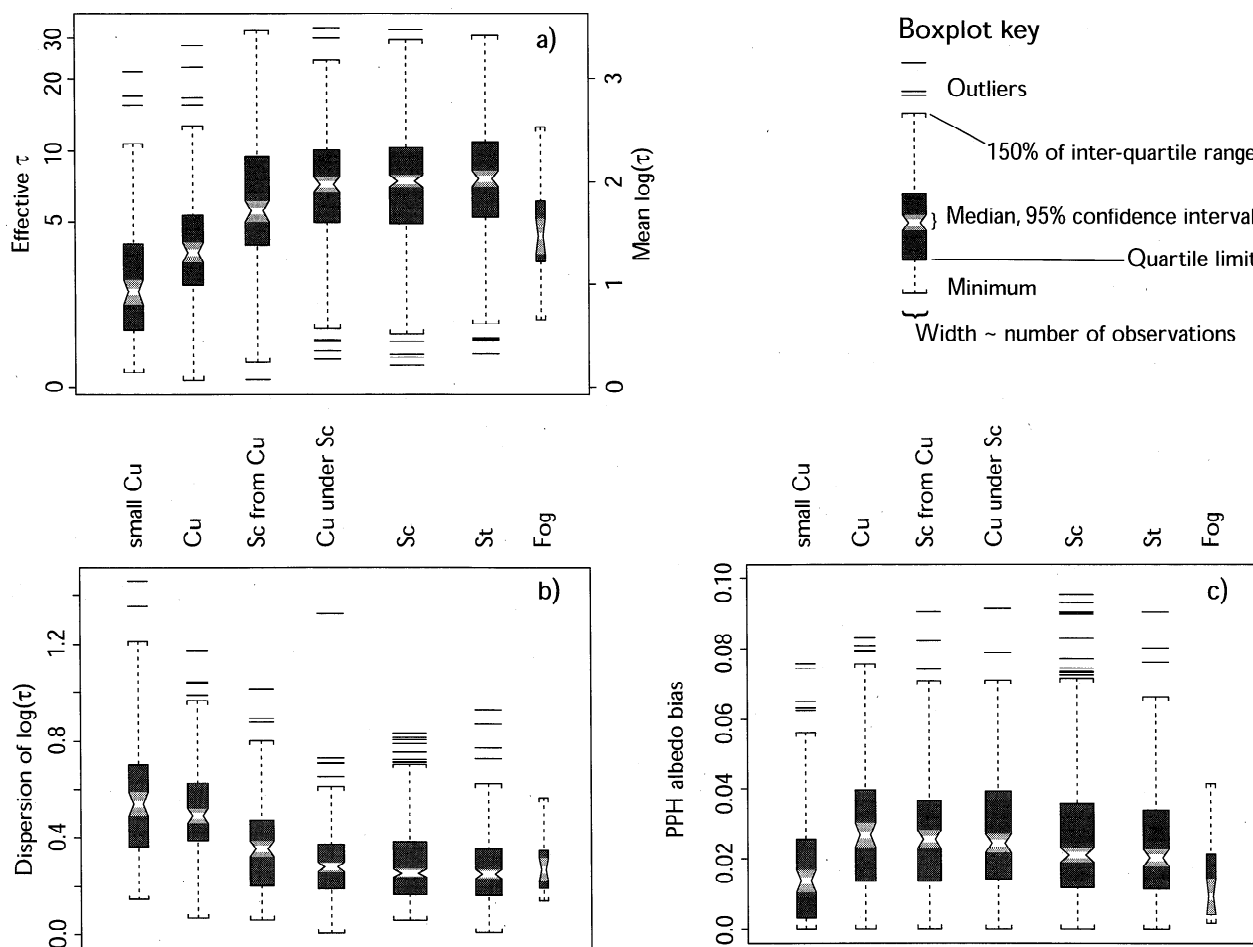 a)
Effective τ
30
20
10
5
0
Mean log(τ)
3
2
1
0
Boxplot key
Outliers
150% of inter-quartile range
Median, 95% confidence interval
Quartile limit
Minimum
Width ~ number of observations
small Cu
Cu
Sc from Cu
Cu under Sc
Sc
St
Fog
small Cu
Cu
Sc from Cu
Cu under Sc
Sc
St
Fog
b)
Dispersion of log(τ)
1.2
0.8
0.4
0.0
c)
PPH albedo bias
0.10
0.08
0.06
0.04
0.02
0.0